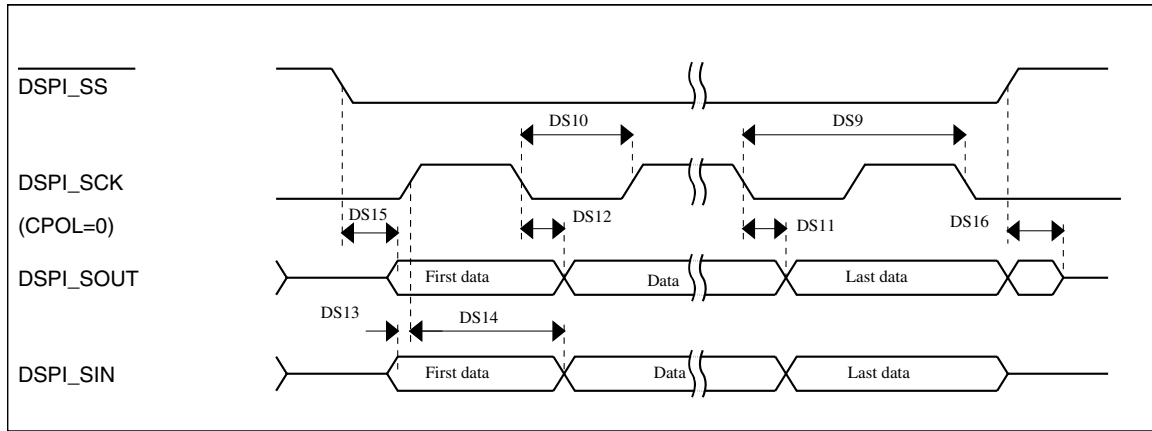 DSPI_SS
DS10
DS9
DSPI_SCK
(CPOL=0)
DS15
DS12
DS11
DS16
DSPI_SOUT
First data
Data
Last data
DS13
DS14
DSPI_SIN
First data
Data
Last data